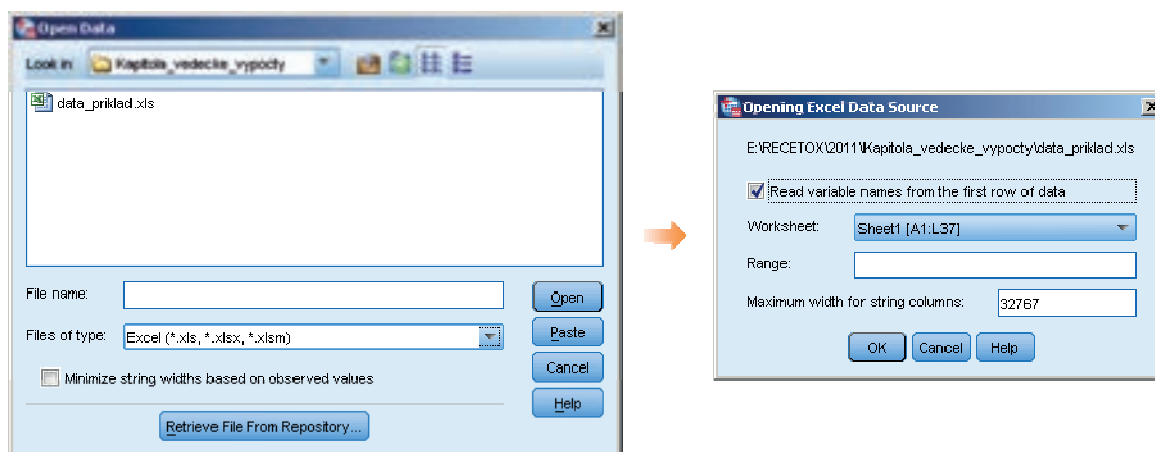 Open Data
Look in: Kapitola_vedecke_vypocty
data_priklad.xls
File name:
Open
Files of type: Excel (*.xls, *.xlsx, *.xlsm)
Paste
Minimize string widths based on observed values
Cancel
Help
Retrieve File From Repository...
Opening Excel Data Source
E:\RECETOX\2011\Kapitola_vedecke_vypocty\data_priklad.xls
Read variable names from the first row of data
Worksheet: Sheet1 [A1:L37]
Range:
Maximum width for string columns: 32767
OK Cancel Help